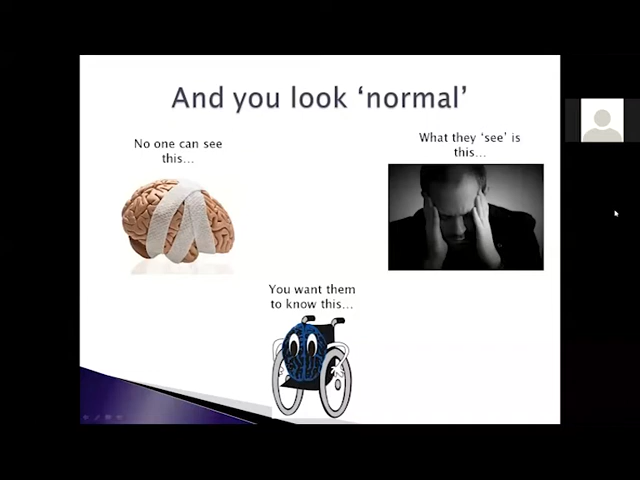 And you look ‘normal’
No one can see
this...
What they ‘see’ is
this...
You want them
to know this...